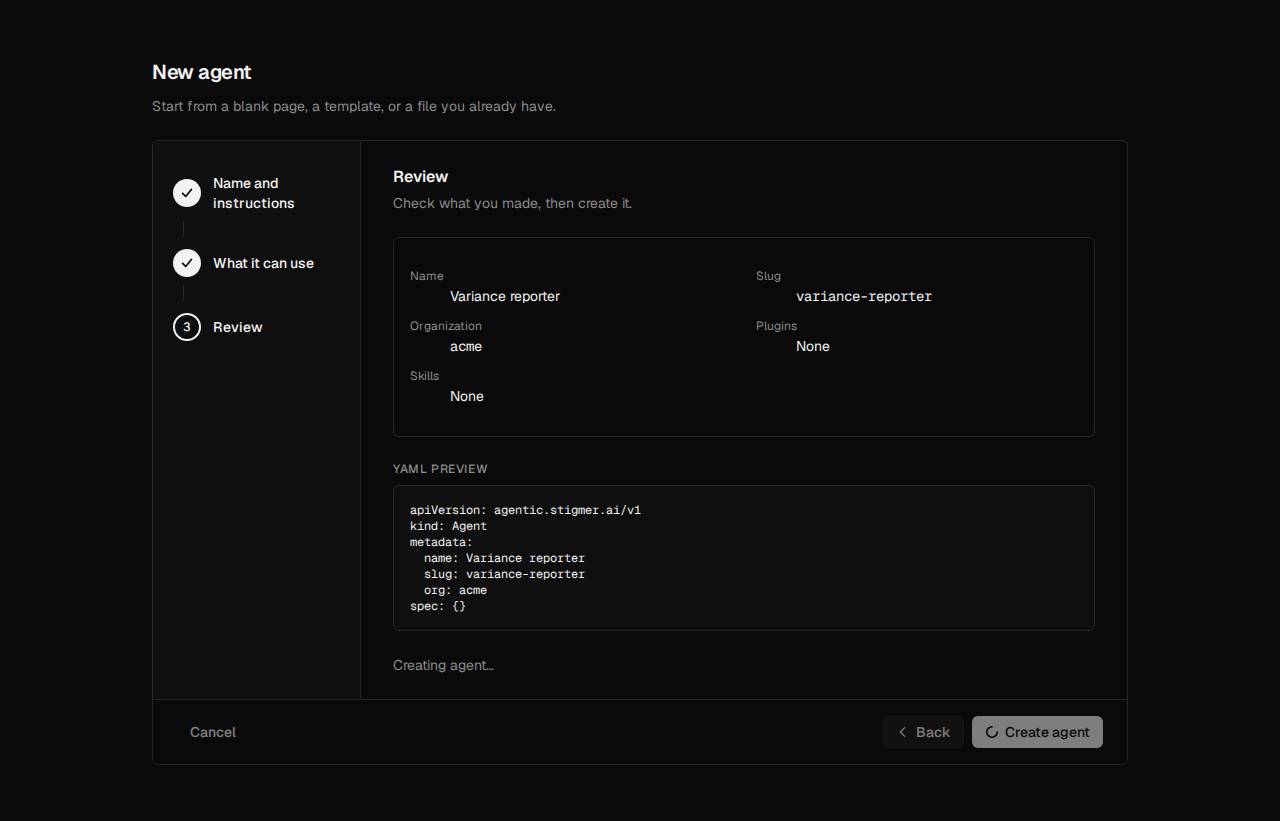 New agent
Start from a blank page, a template, or a file you already have.
Name and
instructions
What it can use
3
Review
Review
Check what you made, then create it.
Name
Variance reporter
Slug
variance-reporter
Organization
acme
Plugins
None
Skills
None
YAML PREVIEW
apiVersion: agentic.stigmer.ai/v1
kind: Agent
metadata:
  name: Variance reporter
  slug: variance-reporter
  org: acme
spec: {}
Creating agent…
Cancel
Back
Create agent